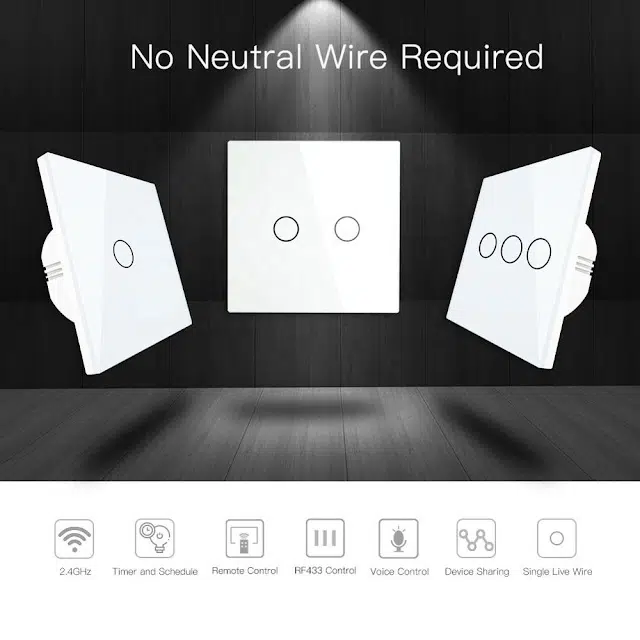 No Neutral Wire Required
2.4GHz
Timer and Schedule
Remote Control
RF433 Control
Voice Control
Device Sharing
Single Live Wire